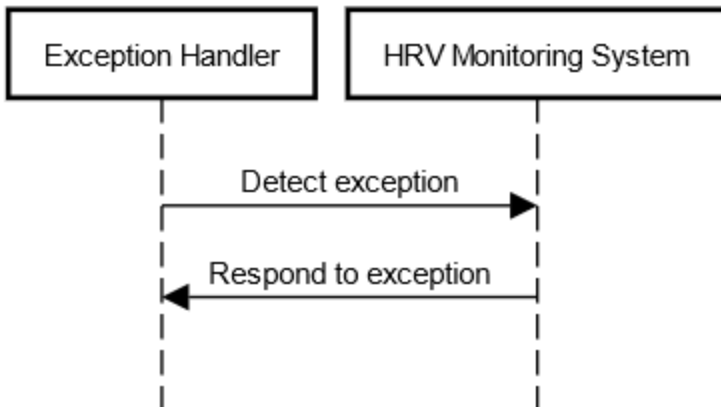 Exception Handler
HRV Monitoring System
Detect exception
Respond to exception